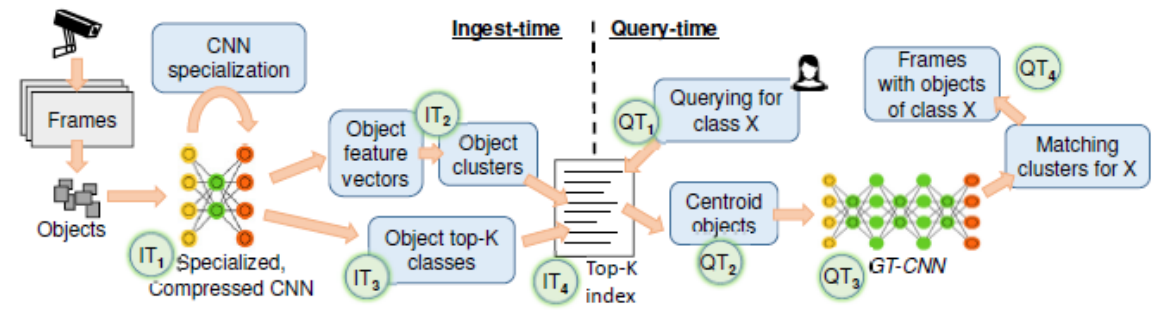 Ingest-time
Query-time
CNN
specialization
Frames
Objects
IT1
Specialized,
Compressed CNN
Object
feature
vectors
IT2
Object
clusters
Object top-K
classes
IT3
IT4
Top-K
index
QT1
Querying for
class X
Centroid
objects
QT2
QT3
GT-CNN
Matching
clusters for X
Frames
with objects
of class X
QT4